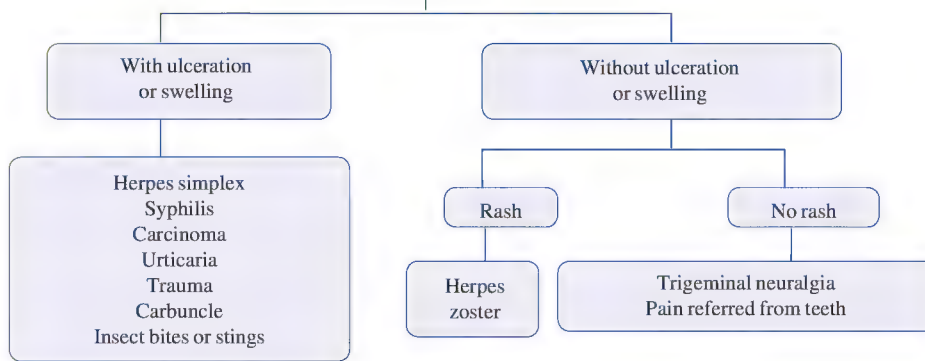 With ulceration
or swelling
Without ulceration
or swelling
Herpes simplex
Syphilis
Carcinoma
Urticaria
Trauma
Carbuncle
Insect bites or stings
Rash
No rash
Herpes
zoster
Trigeminal neuralgia
Pain referred from teeth